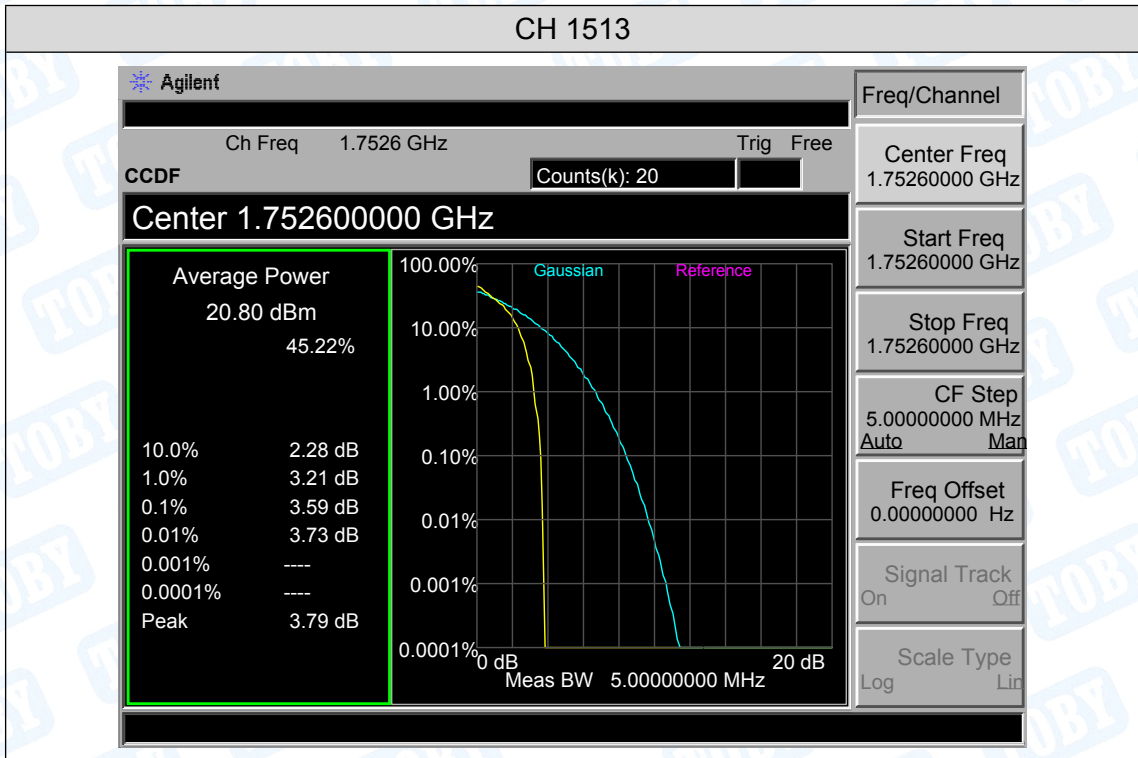 CH 1513
Agilent
Freq/Channel
Ch Freq 1.7526 GHz Trig Free
CCDF Counts(k): 20
Center 1.752600000 GHz
Average Power
20.80 dBm
45.22%
10.0% 2.28 dB
1.0% 3.21 dB
0.1% 3.59 dB
0.01% 3.73 dB
0.001% ----
0.0001% ----
Peak 3.79 dB
Gaussian Reference
100.00%
10.00%
1.00%
0.10%
0.01%
0.001%
0.0001%
0 dB 20 dB
Meas BW 5.00000000 MHz
Center Freq
1.75260000 GHz
Start Freq
1.75260000 GHz
Stop Freq
1.75260000 GHz
CF Step
5.00000000 MHz
Auto Man
Freq Offset
0.00000000 Hz
Signal Track
On Off
Scale Type
Log Lin
TOBY